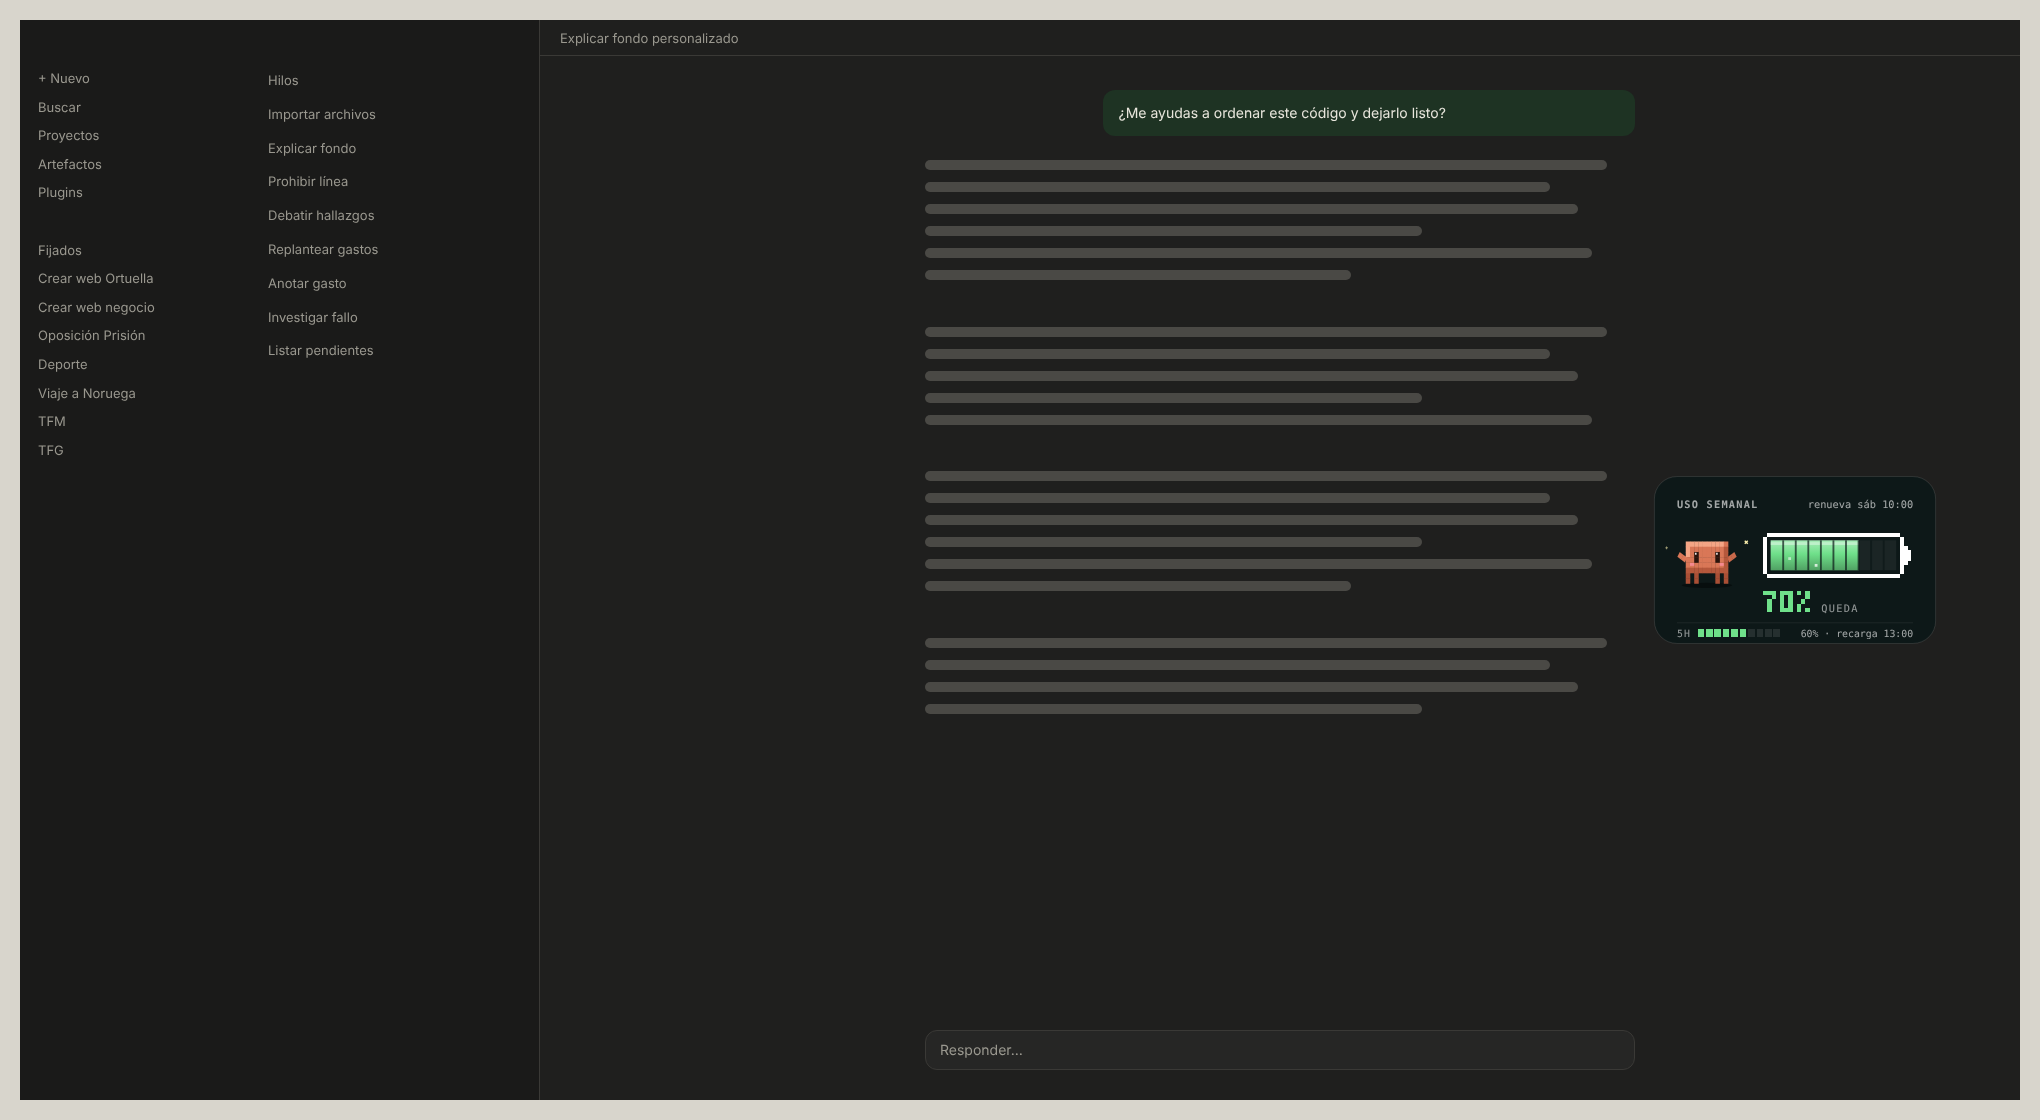 + Nuevo
Buscar
Proyectos
Artefactos
Plugins
Fijados
Crear web Ortuella
Crear web negocio
Oposición Prisión
Deporte
Viaje a Noruega
TFM
TFG
Hilos
Importar archivos
Explicar fondo
Prohibir línea
Debatir hallazgos
Replantear gastos
Anotar gasto
Investigar fallo
Listar pendientes
Explicar fondo personalizado
¿Me ayudas a ordenar este código y dejarlo listo?
USO SEMANAL renueva sáb 10:00
70% QUEDA
5H 60% · recarga 13:00
Responder...